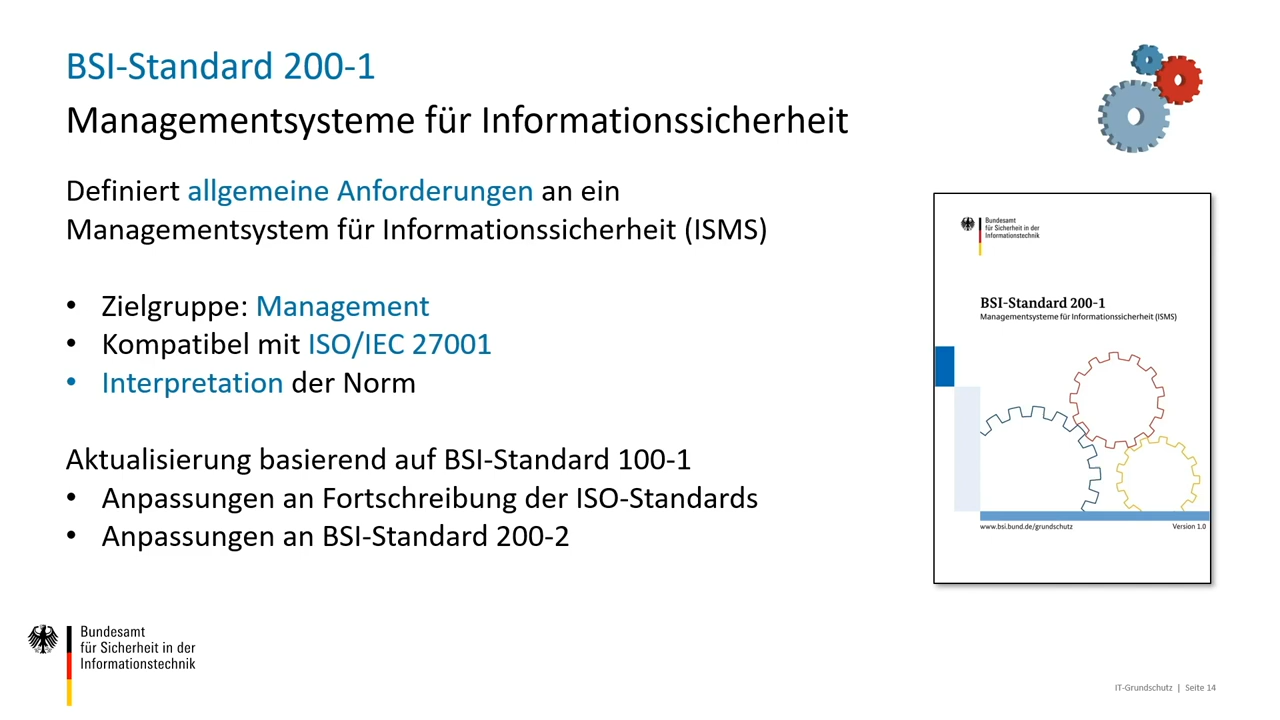 BSI-Standard 200-1
Managementsysteme für Informationssicherheit
Definiert allgemeine Anforderungen an ein
Managementsystem für Informationssicherheit (ISMS)
• Zielgruppe: Management
• Kompatibel mit ISO/IEC 27001
• Interpretation der Norm
Aktualisierung basierend auf BSI-Standard 100-1
• Anpassungen an Fortschreibung der ISO-Standards
• Anpassungen an BSI-Standard 200-2
Bundesamt
für Sicherheit in der
Informationstechnik
BSI-Standard 200-1
Managementsysteme für Informationssicherheit (ISMS)
www.bsi.bund.de/grundschutz
Version 1.0
Bundesamt
für Sicherheit in der
Informationstechnik
IT-Grundschutz | Seite 14